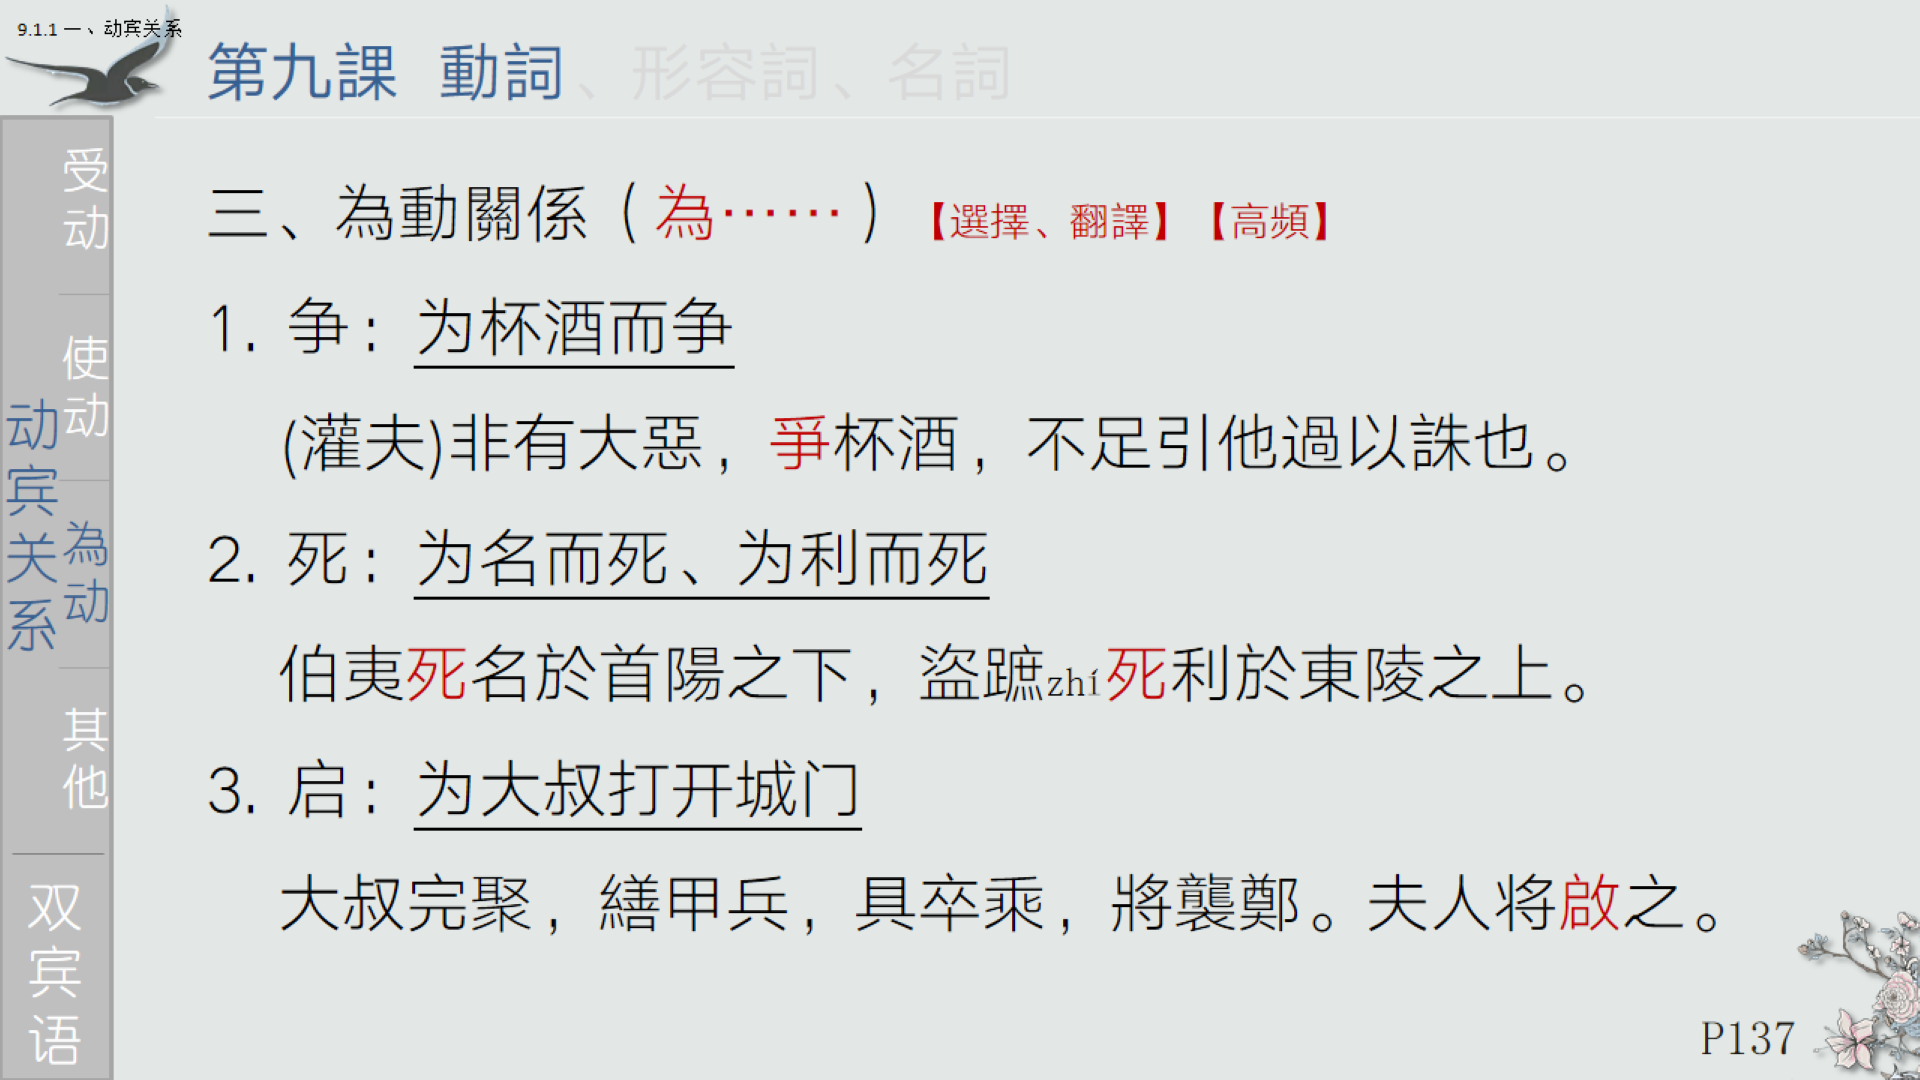 9.1.1 一、动宾关系
第九課 動詞、形容詞、名詞
受动
使动
為动
其他
动宾关系
双宾语
三、為動關係（為……）【選擇、翻譯】【高頻】
1. 争：为杯酒而争
(灌夫)非有大惡，爭杯酒，不足引他過以誅也。
2. 死：为名而死、为利而死
伯夷死名於首陽之下，盜蹠zhí死利於東陵之上。
3. 启：为大叔打开城门
大叔完聚，繕甲兵，具卒乘，將襲鄭。夫人将啟之。
P137